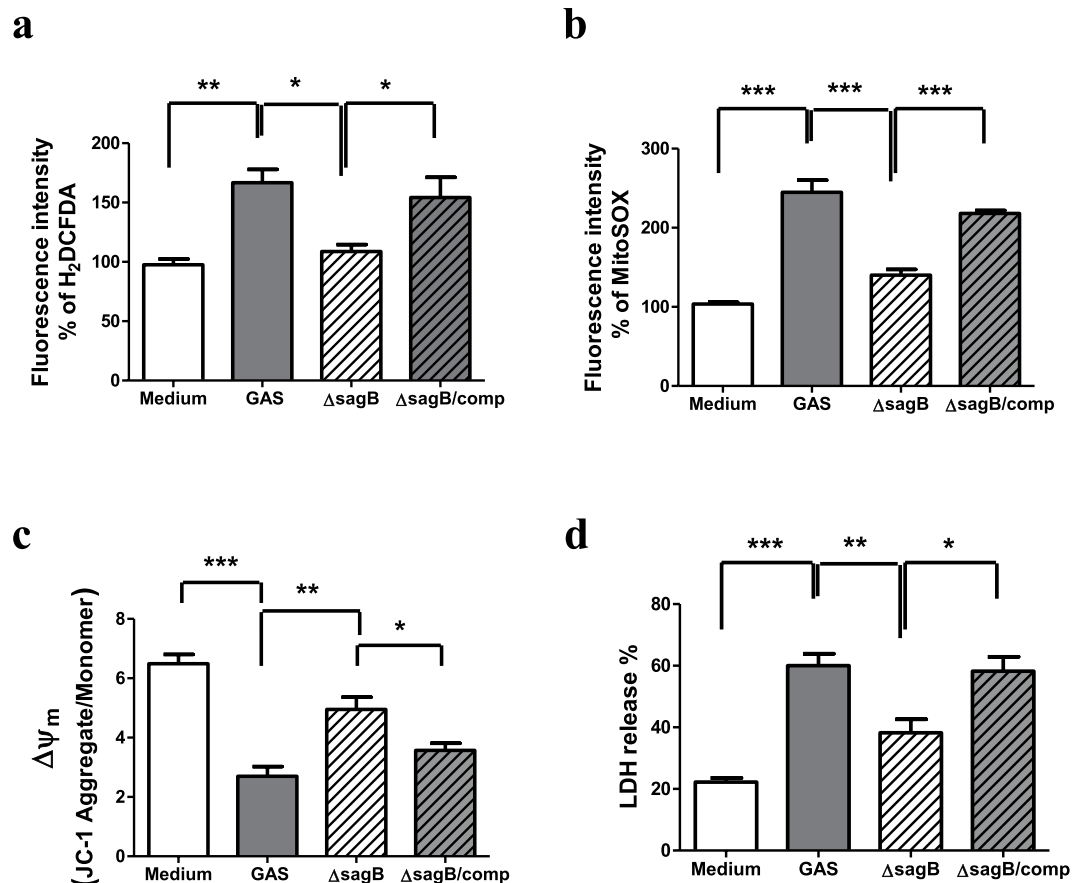 a
** * *
Fluorescence intensity
% of H₂DCFDA
200
150
100
50
0
Medium GAS ΔsagB ΔsagB/comp
b
*** *** ***
Fluorescence intensity
% of MitoSOX
300
200
100
0
Medium GAS ΔsagB ΔsagB/comp
c
*** ** *
Δψm
(JC-1 Aggregate/Monomer)
8
6
4
2
0
Medium GAS ΔsagB ΔsagB/comp
d
*** ** *
LDH release %
80
60
40
20
0
Medium GAS ΔsagB ΔsagB/comp